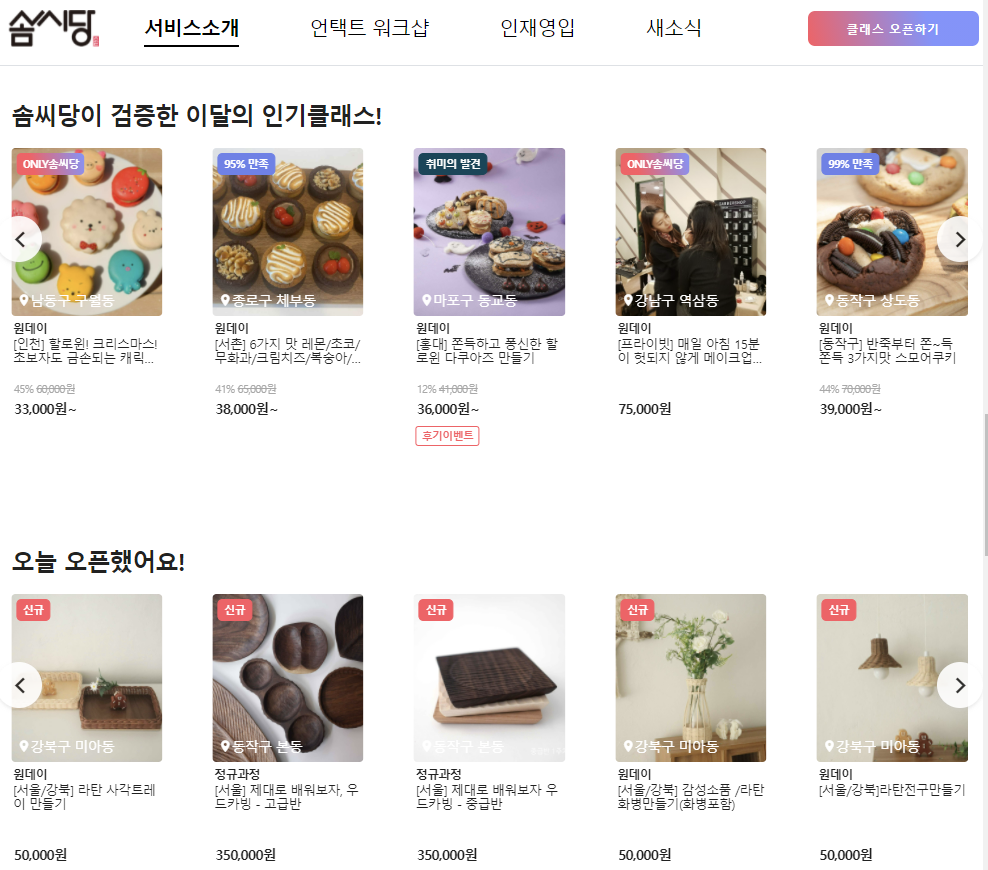 솜씨당
서비스소개
언택트 워크샵
인재영입
새소식
클래스 오픈하기
솜씨당이 검증한 이달의 인기클래스!
ONLY솜씨당
95% 만족
취미의 발견
ONLY솜씨당
99% 만족
남동구 구월동
종로구 체부동
마포구 동교동
강남구 역삼동
동작구 상도동
원데이
[인천] 할로윈! 크리스마스!
초보자도 금손되는 캐릭...
45% 60,000원
33,000원~
원데이
[서촌] 6가지 맛 레몬/초코/
무화과/크림치즈/복숭아/...
41% 65,000원
38,000원~
원데이
[홍대] 쫀득하고 퐁신한 할
로윈 다쿠아즈 만들기
12% 41,000원
36,000원~
후기이벤트
원데이
[프라이빗] 매일 아침 15분
이 헛되지 않게 메이크업...
75,000원
원데이
[동작구] 반죽부터 쫀~득
쫀득 3가지맛 스모어쿠키
44% 70,000원
39,000원~
오늘 오픈했어요!
신규
신규
신규
신규
신규
강북구 미아동
동작구 본동
동작구 본동
강북구 미아동
강북구 미아동
원데이
[서울/강북] 라탄 사각트레
이 만들기
50,000원
정규과정
[서울] 제대로 배워보자, 우
드카빙 - 고급반
350,000원
정규과정
[서울] 제대로 배워보자 우
드카빙 - 중급반
350,000원
원데이
[서울/강북] 감성소품 /라탄
화병만들기(화병포함)
50,000원
원데이
[서울/강북]라탄전구만들기
50,000원